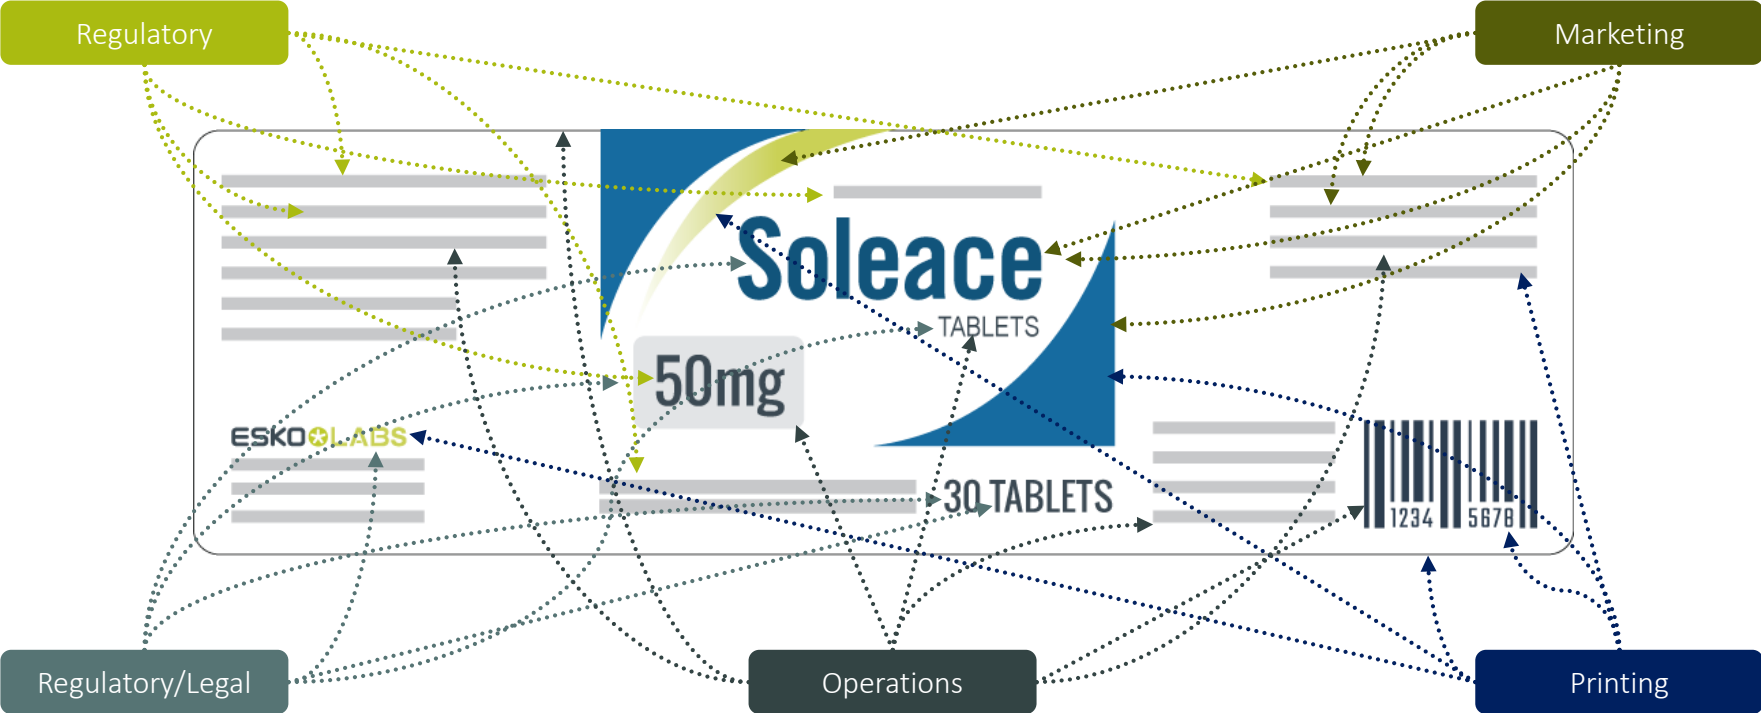 Regulatory
Marketing
Soleace
TABLETS
50mg
ESKO LABS
30 TABLETS
1234 5678
Regulatory/Legal
Operations
Printing